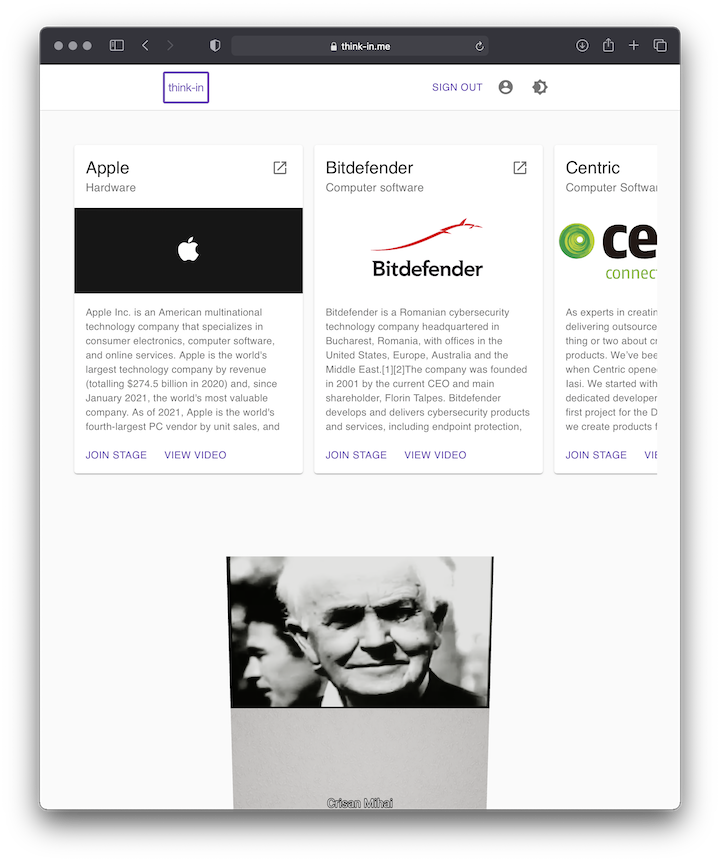 think-in.me
think-in
SIGN OUT
Apple
Hardware
Apple Inc. is an American multinational
technology company that specializes in
consumer electronics, computer software,
and online services. Apple is the world's
largest technology company by revenue
(totalling $274.5 billion in 2020) and, since
January 2021, the world's most valuable
company. As of 2021, Apple is the world's
fourth-largest PC vendor by unit sales, and
JOIN STAGE VIEW VIDEO
Bitdefender
Computer software
Bitdefender
Bitdefender is a Romanian cybersecurity
technology company headquartered in
Bucharest, Romania, with offices in the
United States, Europe, Australia and the
Middle East.[1][2]The company was founded
in 2001 by the current CEO and main
shareholder, Florin Talpes. Bitdefender
develops and delivers cybersecurity products
and services, including endpoint protection,
JOIN STAGE VIEW VIDEO
Centric
Computer Softwa
ce
connec
As experts in creatin
delivering outsource
thing or two about cr
products. We've bee
when Centric opene
Iasi. We started with
dedicated developer
first project for the D
we create products f
JOIN STAGE VIE
Crisan Mihai